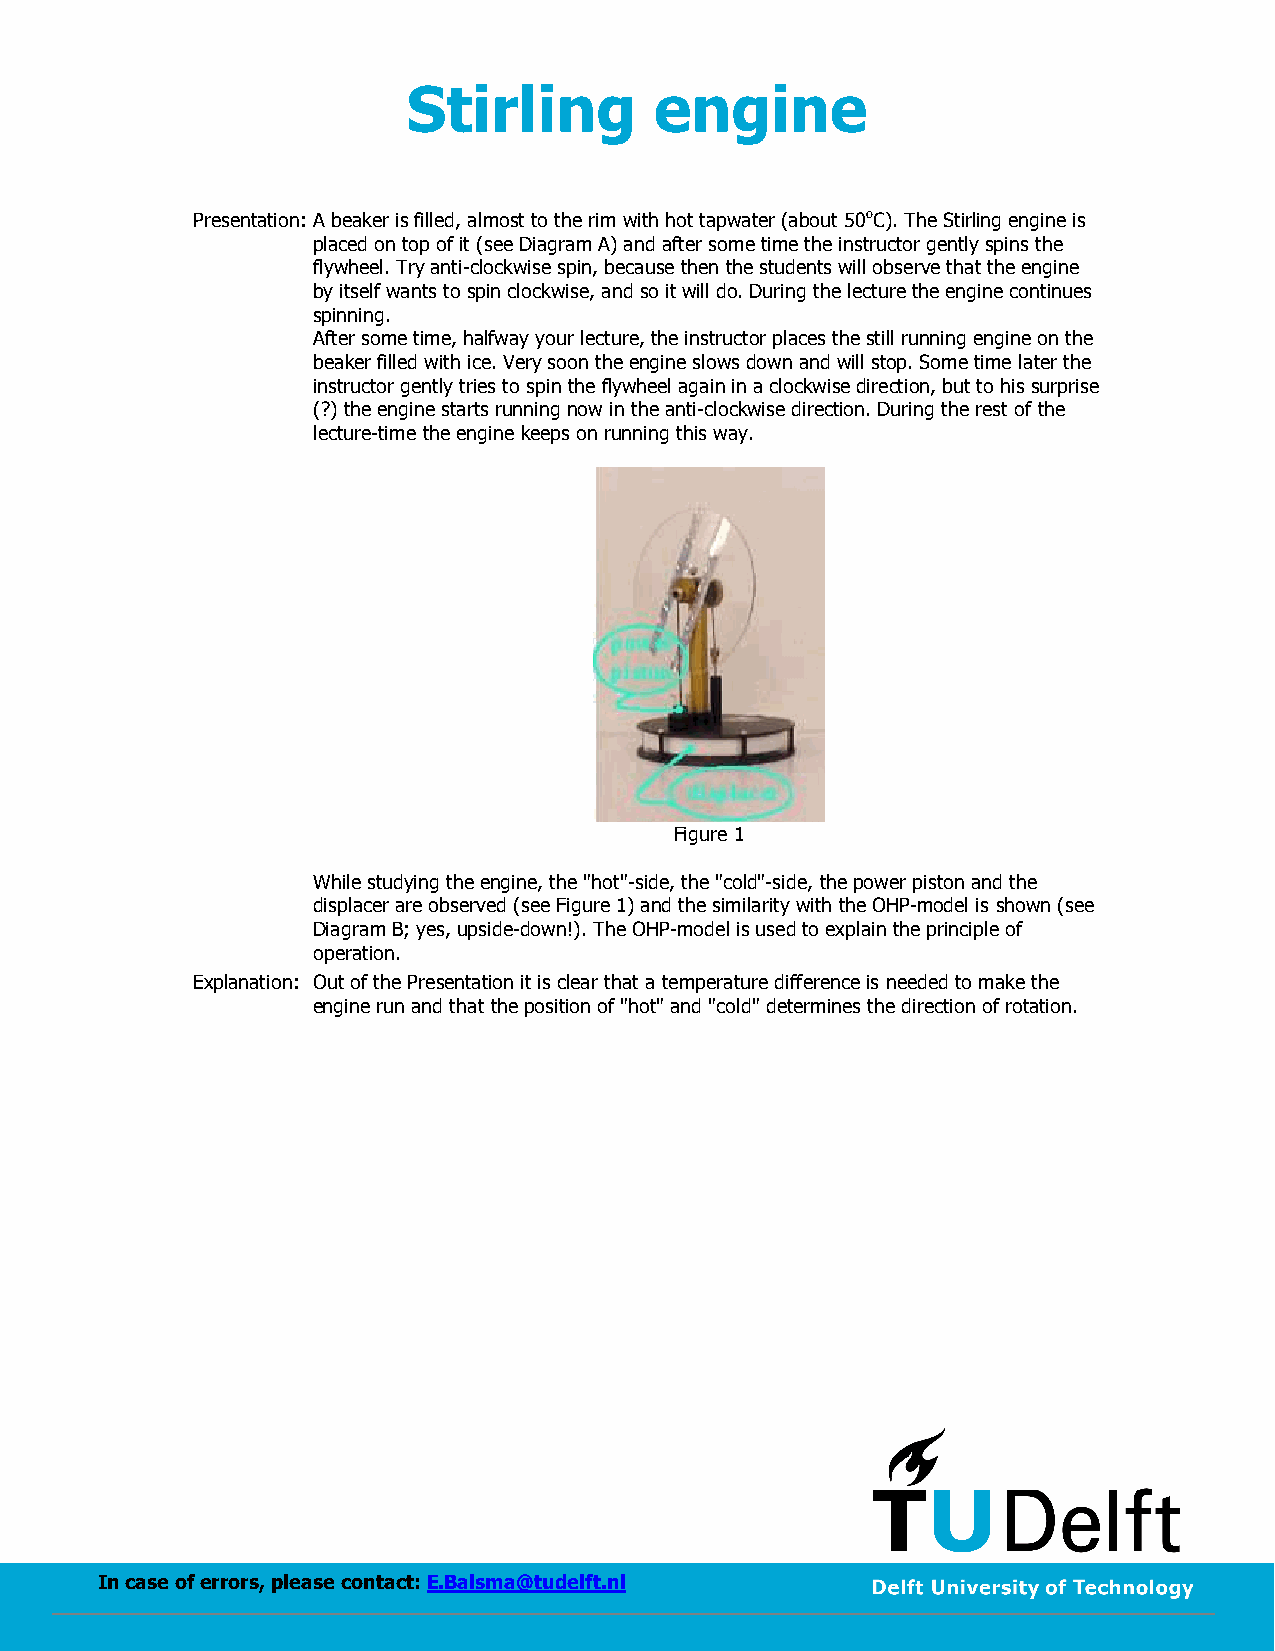 Stirling engine
Presentation: A beaker is filled, almost to the rim with hot tapwater (about 50°C). The Stirling engine is
placed on top of it (see Diagram A) and after some time the instructor gently spins the
flywheel. Try anti-clockwise spin, because then the students will observe that the engine
by itself wants to spin clockwise, and so it will do. During the lecture the engine continues
spinning.
After some time, halfway your lecture, the instructor places the still running engine on the
beaker filled with ice. Very soon the engine slows down and will stop. Some time later the
instructor gently tries to spin the flywheel again in a clockwise direction, but to his surprise
(?) the engine starts running now in the anti-clockwise direction. During the rest of the
lecture-time the engine keeps on running this way.
power
piston
displacer
Figure 1
While studying the engine, the "hot"-side, the "cold"-side, the power piston and the
displacer are observed (see Figure 1) and the similarity with the OHP-model is shown (see
Diagram B; yes, upside-down!). The OHP-model is used to explain the principle of
operation.
Explanation: Out of the Presentation it is clear that a temperature difference is needed to make the
engine run and that the position of "hot" and "cold" determines the direction of rotation.
TUDelft
In case of errors, please contact: E.Balsma@tudelft.nl
Delft University of Technology